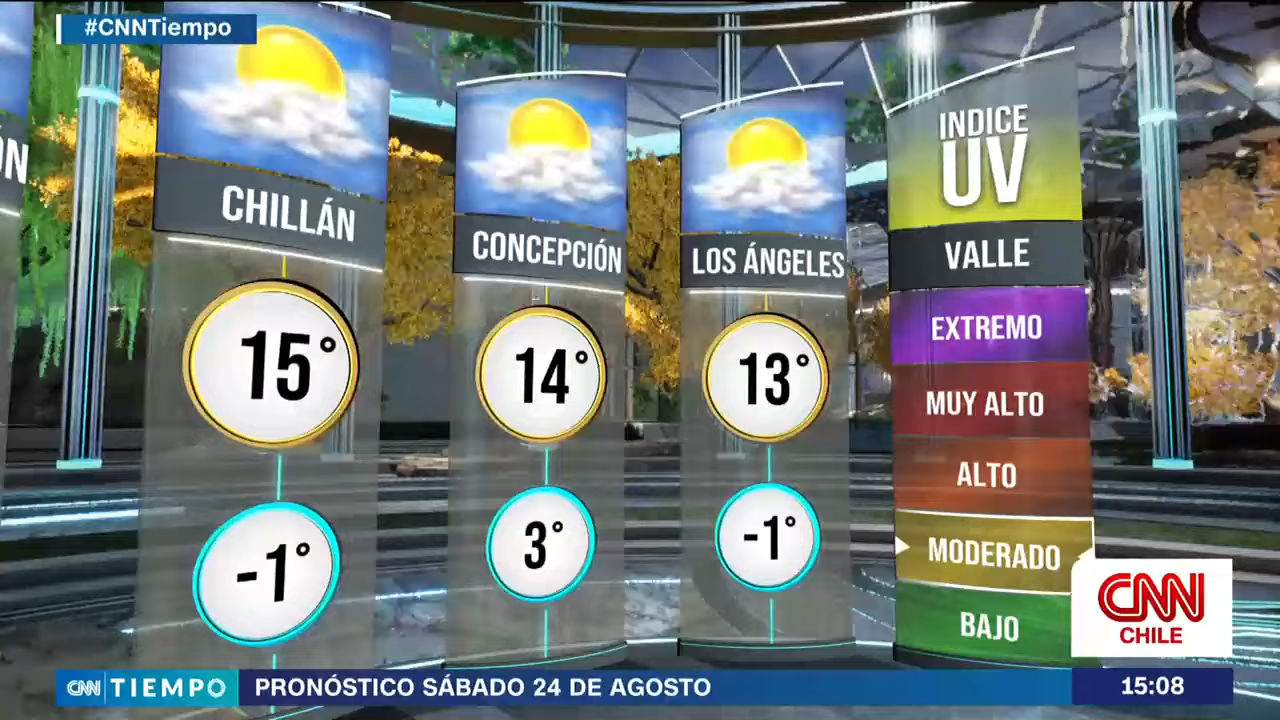 #CNNTiempo
ÓN
CHILLÁN
15°
-1°
CONCEPCIÓN
14°
3°
LOS ÁNGELES
13°
-1°
INDICE
UV
VALLE
EXTREMO
MUY ALTO
ALTO
MODERADO
BAJO
CNN
CHILE
CNN TIEMPO
PRONÓSTICO SÁBADO 24 DE AGOSTO
15:08